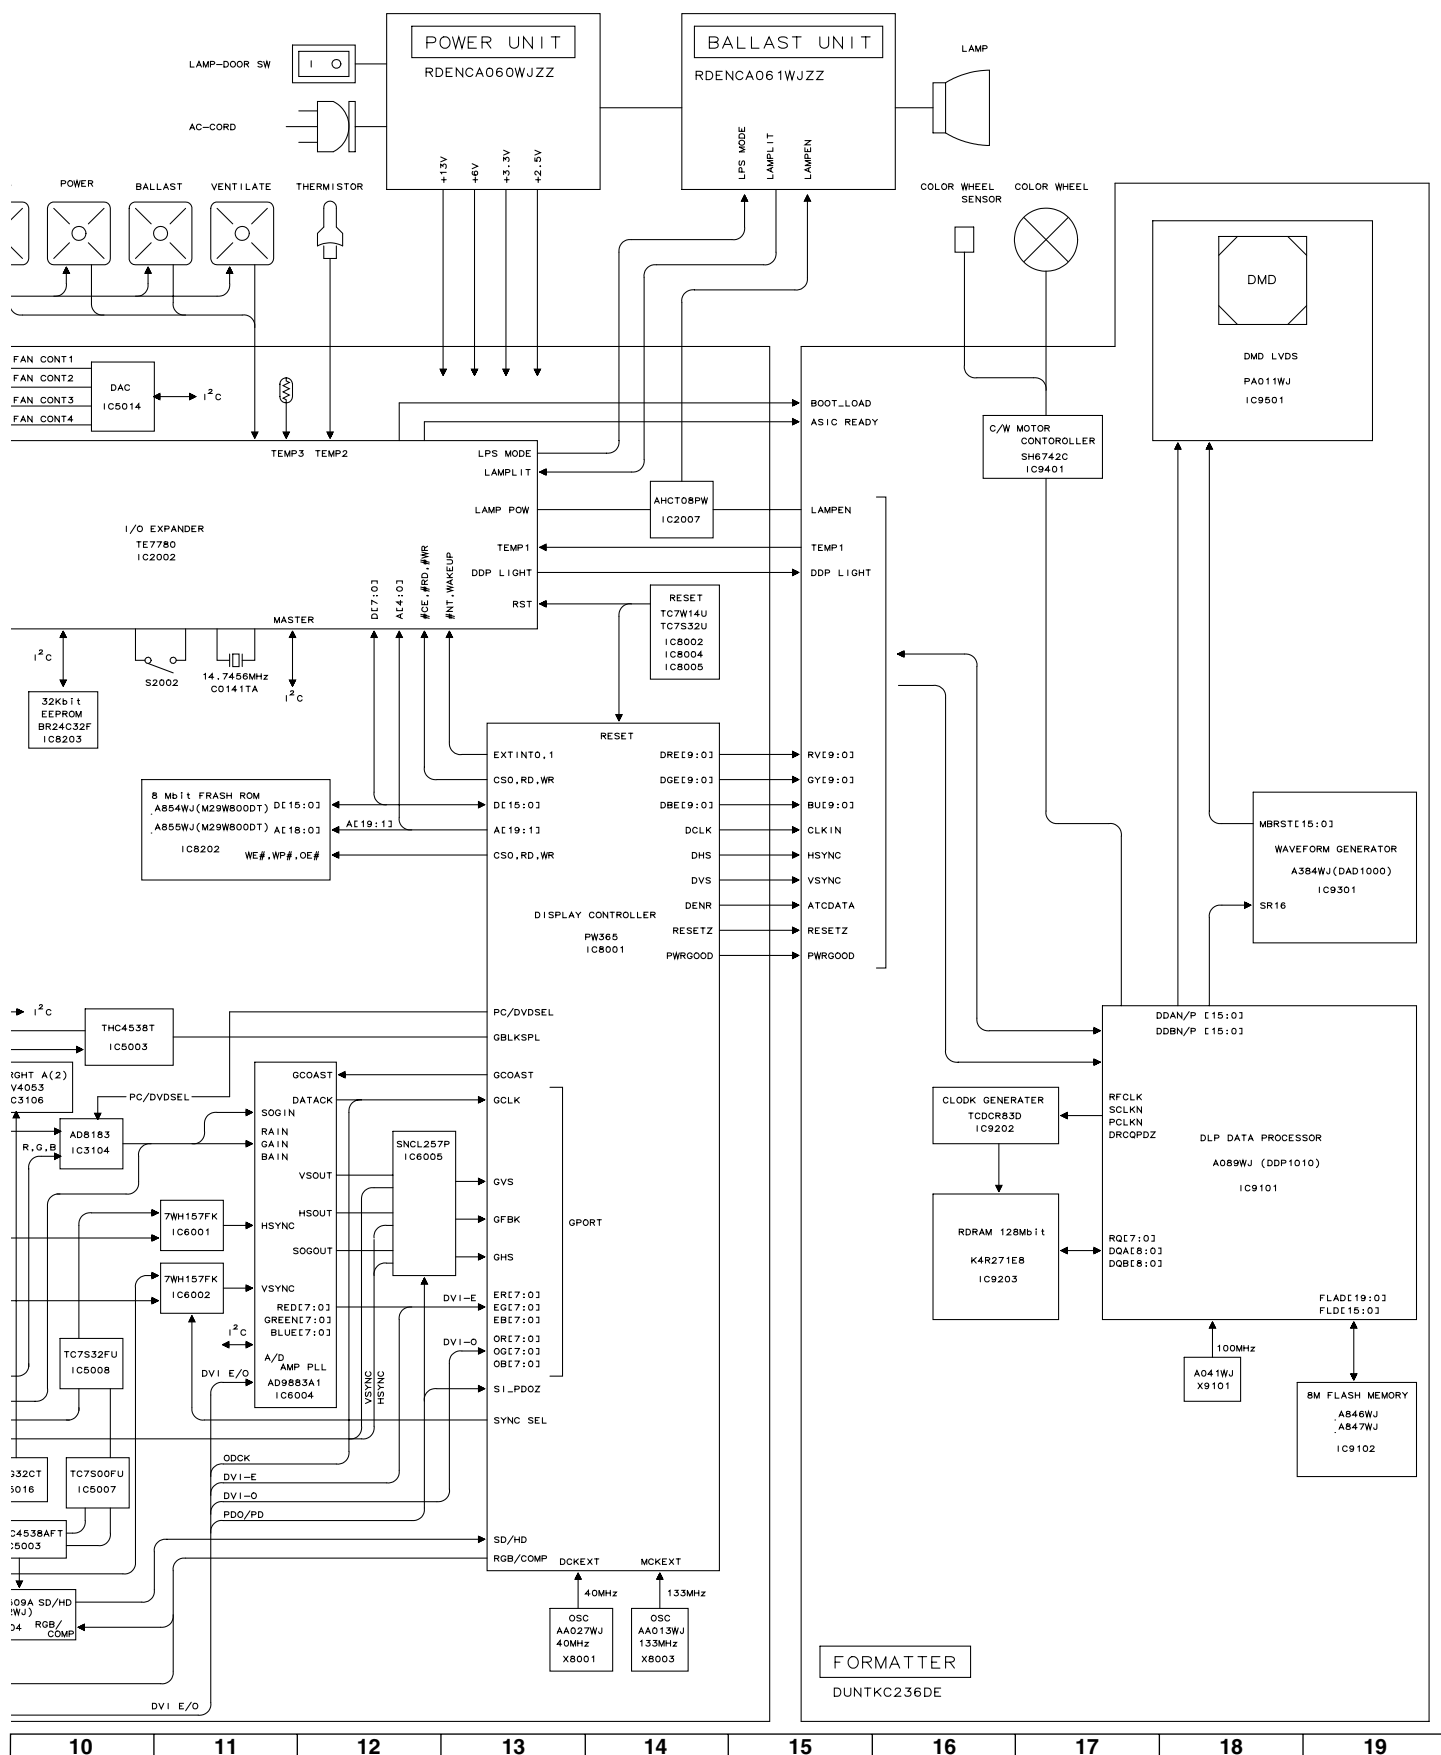 POWER UNIT
RDENCA060WJZZ
BALLAST UNIT
RDENCA061WJZZ
LAMP
LAMP-DOOR SW
AC-CORD
+13V
+6V
+3.3V
+2.5V
LPS MODE
LAMPLIT
LAMPEN
POWER
BALLAST
VENTILATE
THERMISTOR
COLOR WHEEL
SENSOR
COLOR WHEEL
DMD
DMD LVDS
PA011WJ
IC9501
FAN CONT1
FAN CONT2
FAN CONT3
FAN CONT4
DAC
IC5014
I²C
TEMP3
TEMP2
BOOT_LOAD
ASIC READY
C/W MOTOR
CONTOROLLER
SH6742C
IC9401
LPS MODE
LAMPLIT
LAMP POW
TEMP1
DDP LIGHT
RST
I/O EXPANDER
TE7780
IC2002
MASTER
D[7:0]
A[4:0]
#CE,#RD,#WR
#NT,WAKEUP
AHCT08PW
IC2007
LAMPEN
TEMP1
DDP LIGHT
RESET
TC7W14U
TC7S32U
IC8002
IC8004
IC8005
I²C
S2002
14.7456MHz
C0141TA
I²C
32Kbit
EEPROM
BR24C32F
IC8203
RESET
EXTINT0,1
CS0,RD,WR
D[15:0]
A[19:1]
CS0,RD,WR
DRE[9:0]
DGE[9:0]
DBE[9:0]
DCLK
DHS
DVS
DENR
RESETZ
PWRGOOD
RV[9:0]
GY[9:0]
BU[9:0]
CLKIN
HSYNC
VSYNC
ATCDATA
RESETZ
PWRGOOD
8 Mbit FRASH ROM
A854WJ(M29W800DT)
A855WJ(M29W800DT)
IC8202
D[15:0]
A[18:0]
WE#,WP#,OE#
A[19:1]
DISPLAY CONTROLLER
PW365
IC8001
MBRST[15:0]
WAVEFORM GENERATOR
A384WJ(DAD1000)
IC9301
SR16
I²C
THC4538T
IC5003
PC/DVDSEL
GBLKSPL
GCOAST
GCLK
RGHT A(2)
V4053
C3106
PC/DVDSEL
AD8183
IC3104
R,G,B
GCOAST
DATACK
SOGIN
RAIN
GAIN
BAIN
VSOUT
HSOUT
SOGOUT
HSYNC
VSYNC
RED[7:0]
GREEN[7:0]
BLUE[7:0]
I²C
A/D
AMP PLL
AD9883A1
IC6004
SNCL257P
IC6005
GVS
GFBK
GHS
GPORT
7WH157FK
IC6001
7WH157FK
IC6002
DVI-E
ER[7:0]
EG[7:0]
EB[7:0]
DVI-O
OR[7:0]
OG[7:0]
OB[7:0]
SI_PDOZ
SYNC SEL
VSYNC
HSYNC
DVI E/O
TC7S32FU
IC5008
DDAN/P [15:0]
DDBN/P [15:0]
CLODK GENERATER
TCDCR83D
IC9202
RFCLK
SCLKN
PCLKN
DRCQPDZ
DLP DATA PROCESSOR
A089WJ (DDP1010)
IC9101
RDRAM 128Mbit
K4R271E8
IC9203
RQ[7:0]
DQA[8:0]
DQB[8:0]
FLAD[19:0]
FLD[15:0]
100MHz
A041WJ
X9101
8M FLASH MEMORY
A846WJ
A847WJ
IC9102
ODCK
DVI-E
DVI-O
PDO/PD
G32CT
5016
TC7S00FU
IC5007
C4538AFT
C5003
SD/HD
RGB/COMP
DCKEXT
MCKEXT
509A SD/HD
2WJ)
04
RGB/
COMP
40MHz
133MHz
OSC
AA027WJ
40MHz
X8001
OSC
AA013WJ
133MHz
X8003
DVI E/O
FORMATTER
DUNTKC236DE
10 11 12 13 14 15 16 17 18 19